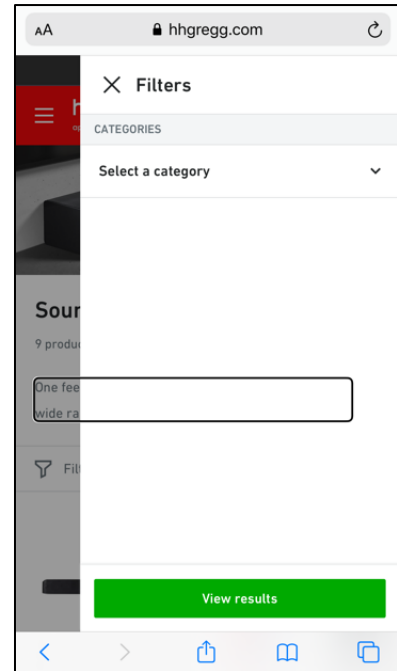 AA hhgregg.com
Filters
CATEGORIES
Select a category
Sour
9 produ
One fee
wide ra
Fil
View results